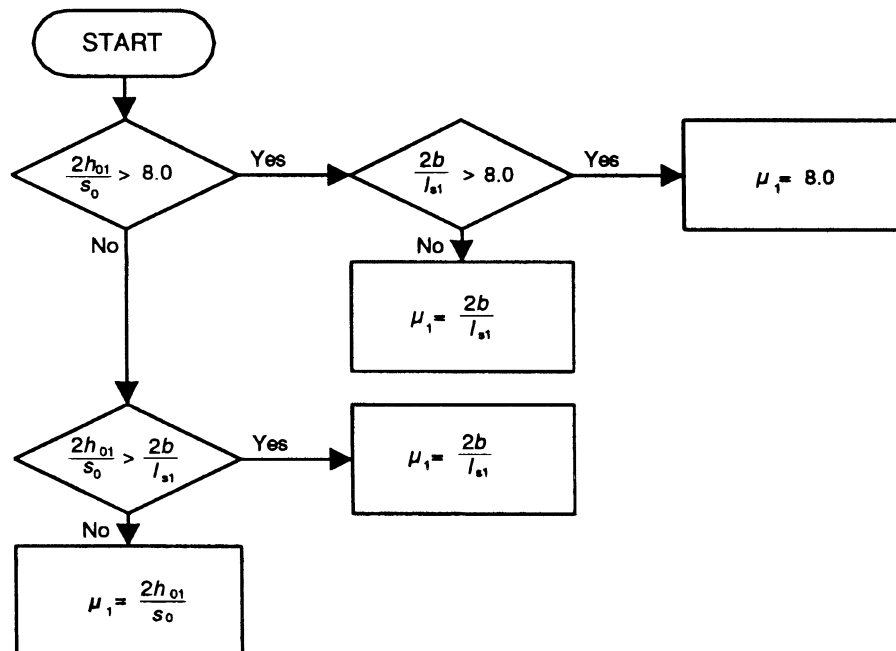 START
2h₀₁/s₀ > 8.0
Yes
2b/lₛ₁ > 8.0
Yes
μ₁= 8.0
No
No
μ₁= 2b/lₛ₁
2h₀₁/s₀ > 2b/lₛ₁
Yes
μ₁= 2b/lₛ₁
No
μ₁= 2h₀₁/s₀